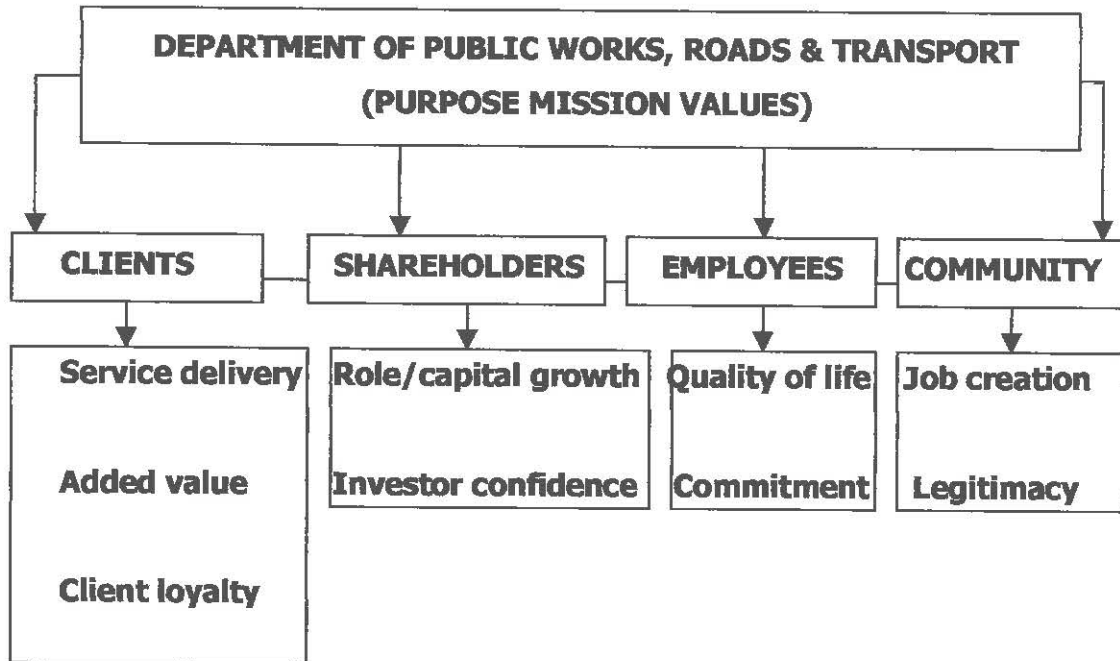 DEPARTMENT OF PUBLIC WORKS, ROADS & TRANSPORT
(PURPOSE MISSION VALUES)
CLIENTS
SHAREHOLDERS
EMPLOYEES
COMMUNITY
Service delivery
Added value
Client loyalty
Role/capital growth
Investor confidence
Quality of life
Commitment
Job creation
Legitimacy